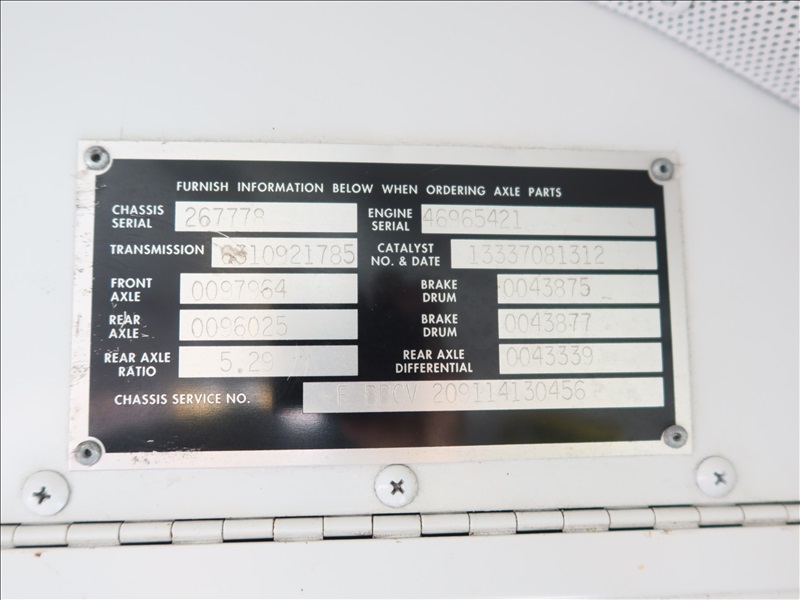 FURNISH INFORMATION BELOW WHEN ORDERING AXLE PARTS
CHASSIS SERIAL 267778 ENGINE SERIAL 46965421
TRANSMISSION CATALYST NO. & DATE 13337081312
FRONT AXLE 0097964 BRAKE DRUM 0043875
REAR AXLE 0096025 BRAKE DRUM 0043877
REAR AXLE RATIO 5.29 REAR AXLE DIFFERENTIAL 0043339
CHASSIS SERVICE NO. 209114130456